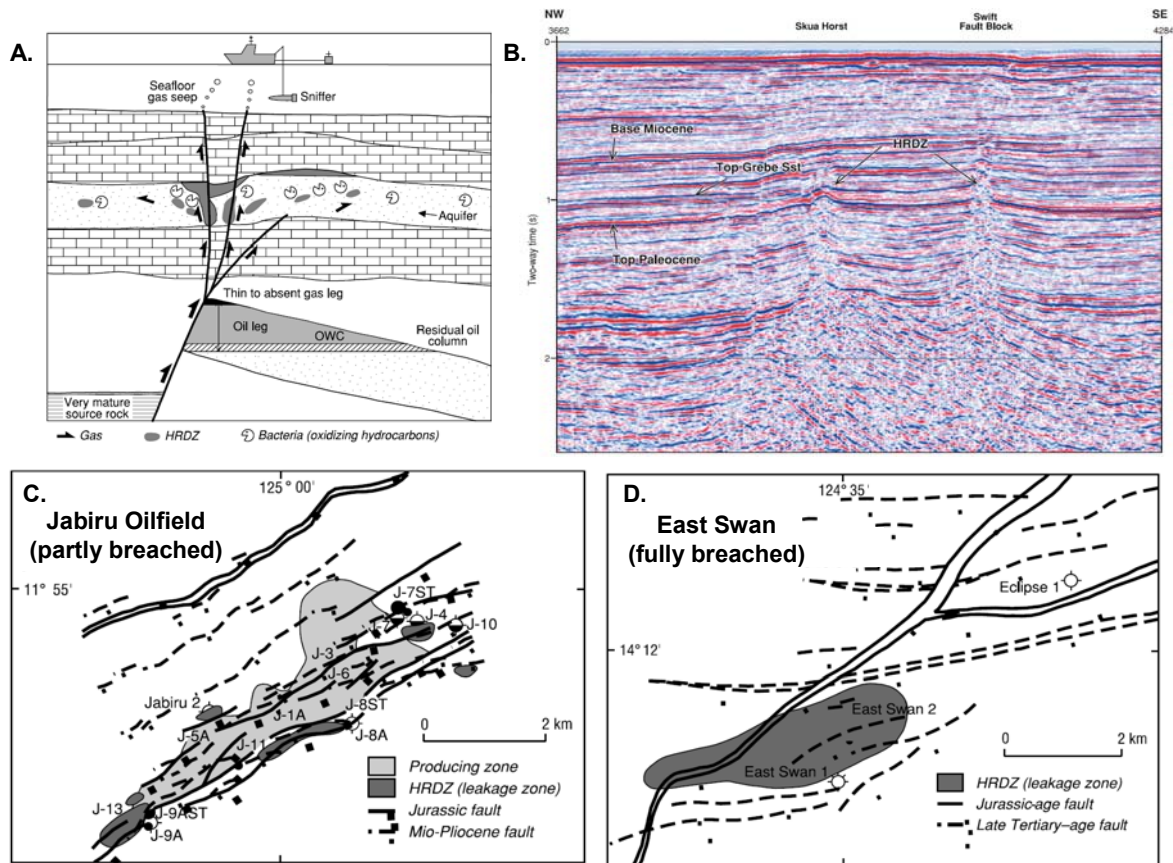 A.
Seafloor
gas seep
Sniffer
Aquifer
Thin to absent gas leg
Oil leg
OWC
Residual oil
column
Very mature
source rock
Gas
HRDZ
Bacteria (oxidizing hydrocarbons)
B.
NW
3662
Skua Horst
Swift
Fault Block
SE
4284
0
Base Miocene
HRDZ
Top Grebe Sst
1
Top Paleocene
2
Two-way time (s)
C.
Jabiru Oilfield
(partly breached)
125° 00'
11° 55'
J-7ST
J-7
J-4
J-10
J-3
J-6
Jabiru 2
J-1A
J-8ST
J-5A
J-8A
J-11
J-13
J-9AST
J-9A
0 2 km
Producing zone
HRDZ (leakage zone)
Jurassic fault
Mio-Pliocene fault
D.
East Swan
(fully breached)
124° 35'
Eclipse 1
14° 12'
East Swan 2
East Swan 1
0 2 km
HRDZ (leakage zone)
Jurassic-age fault
Late Tertiary–age fault